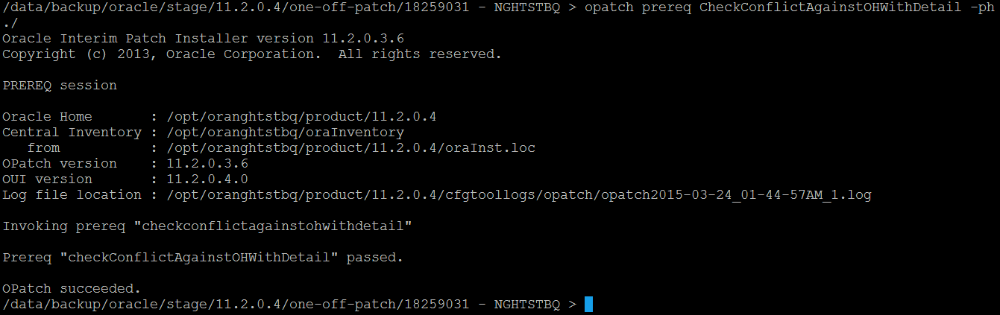 /data/backup/oracle/stage/11.2.0.4/one-off-patch/18259031 - NGHTSTBQ > opatch prereq CheckConflictAgainstOHWithDetail -ph
./
Oracle Interim Patch Installer version 11.2.0.3.6
Copyright (c) 2013, Oracle Corporation.  All rights reserved.
PREREQ session
Oracle Home       : /opt/oranghtstbq/product/11.2.0.4
Central Inventory : /opt/oranghtstbq/oraInventory
   from           : /opt/oranghtstbq/product/11.2.0.4/oraInst.loc
OPatch version    : 11.2.0.3.6
OUI version       : 11.2.0.4.0
Log file location : /opt/oranghtstbq/product/11.2.0.4/cfgtoollogs/opatch/opatch2015-03-24_01-44-57AM_1.log
Invoking prereq "checkconflictagainstohwithdetail"
Prereq "checkConflictAgainstOHWithDetail" passed.
OPatch succeeded.
/data/backup/oracle/stage/11.2.0.4/one-off-patch/18259031 - NGHTSTBQ >